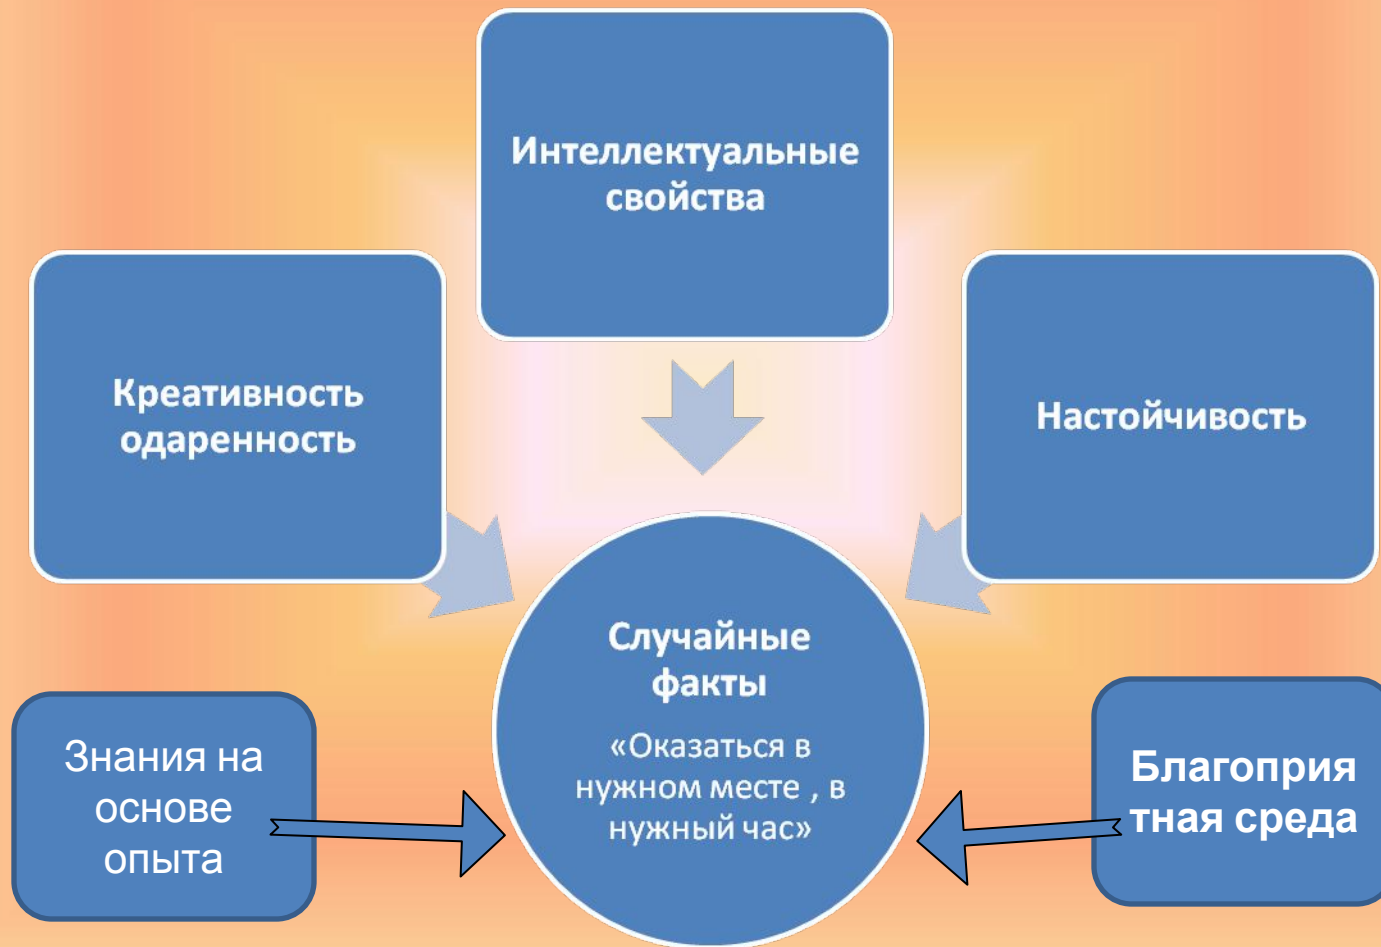 Интеллектуальные
свойства
Креативность
одаренность
Настойчивость
Случайные
факты
«Оказаться в
нужном месте , в
нужный час»
Знания на
основе
опыта
Благоприя
тная среда